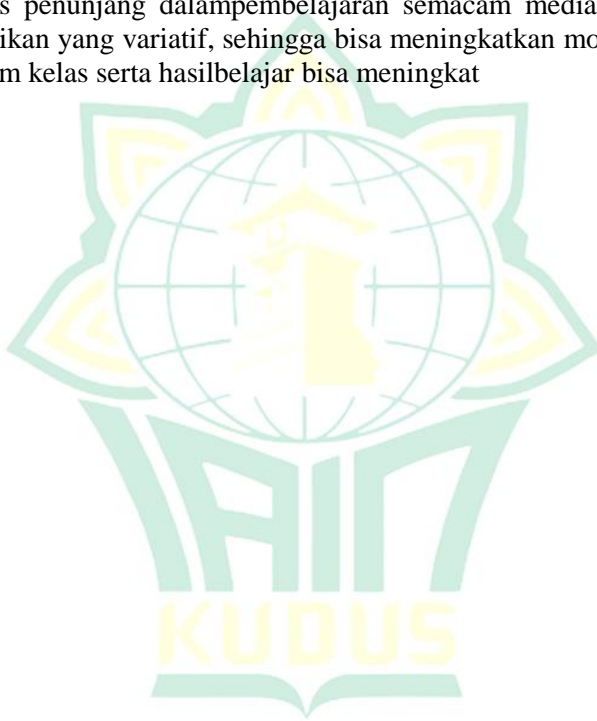 s penunjang dalampembelajaran semacam media
ikan yang variatif, sehingga bisa meningkatkan mo
m kelas serta hasilbelajar bisa meningkat
IAIN
KUDUS